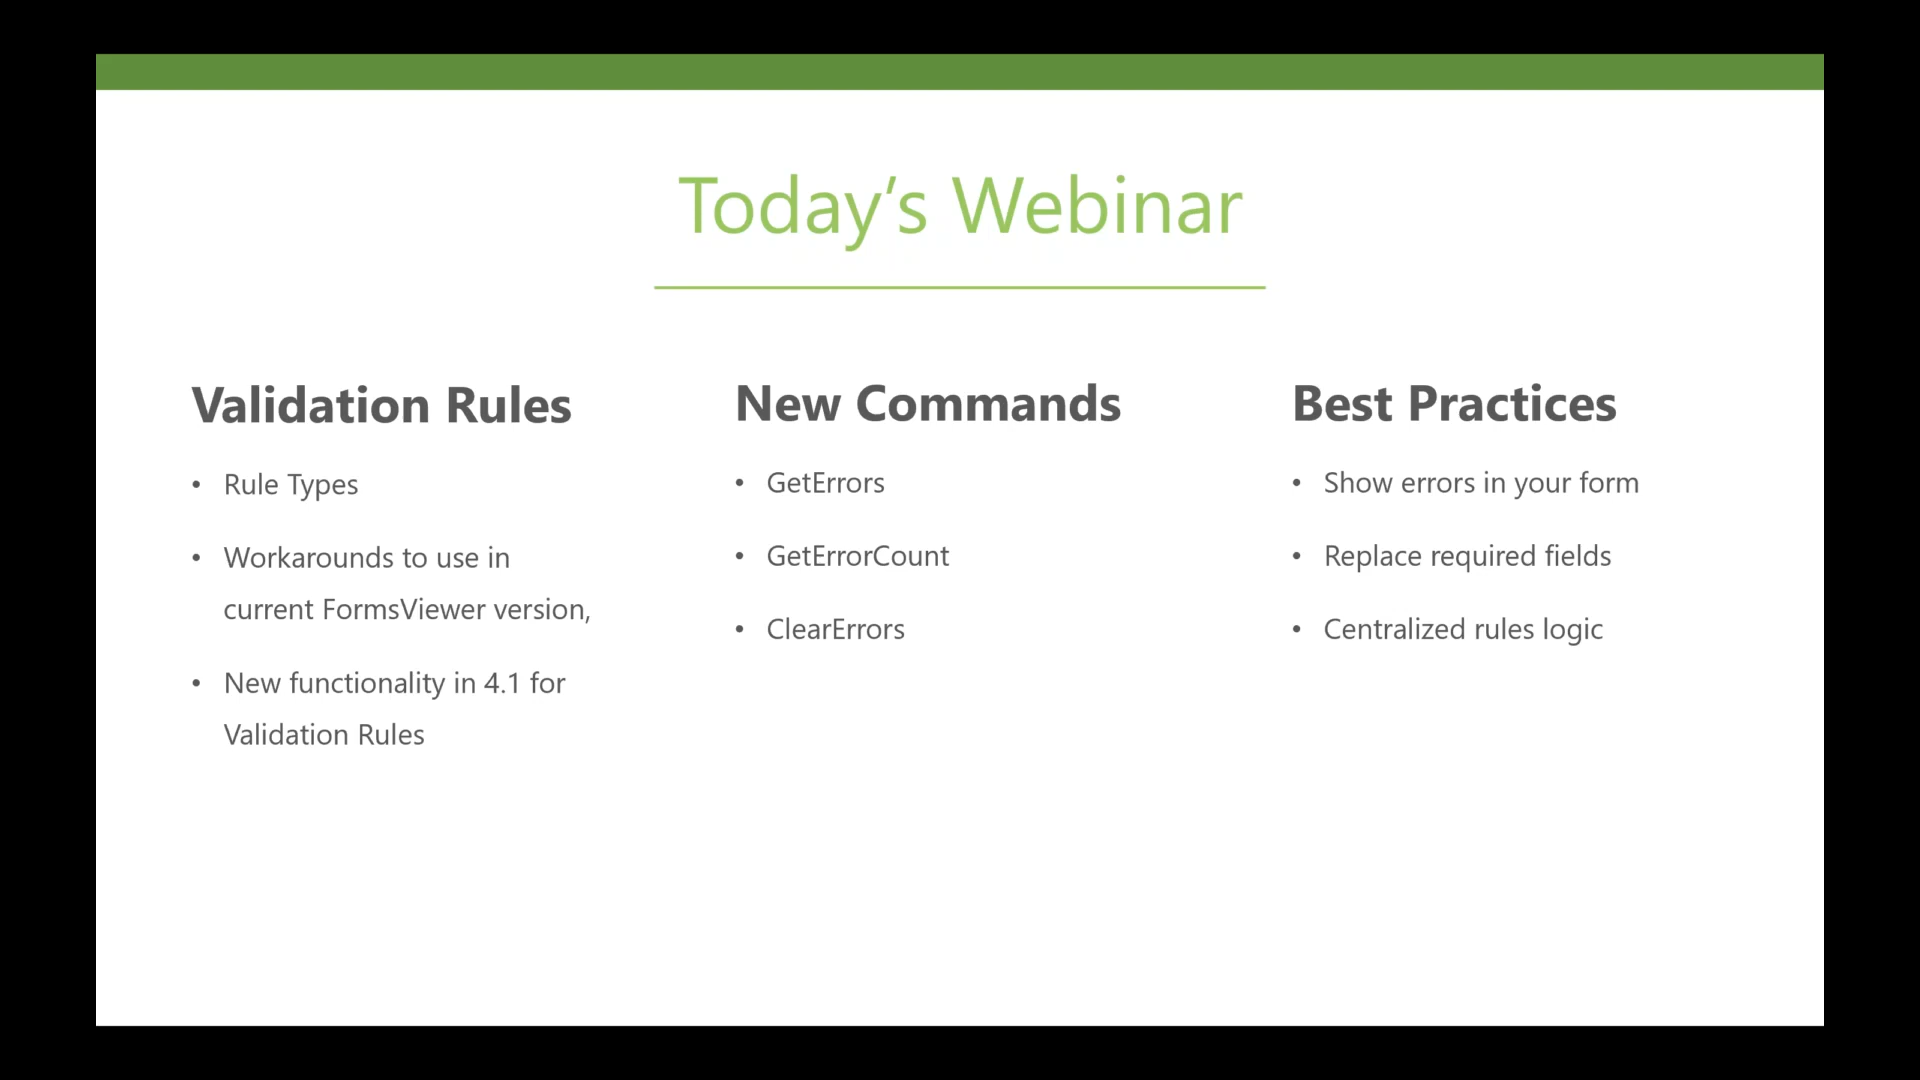 Today’s Webinar
Validation Rules
• Rule Types
• Workarounds to use in
current FormsViewer version,
• New functionality in 4.1 for
Validation Rules
New Commands
• GetErrors
• GetErrorCount
• ClearErrors
Best Practices
• Show errors in your form
• Replace required fields
• Centralized rules logic